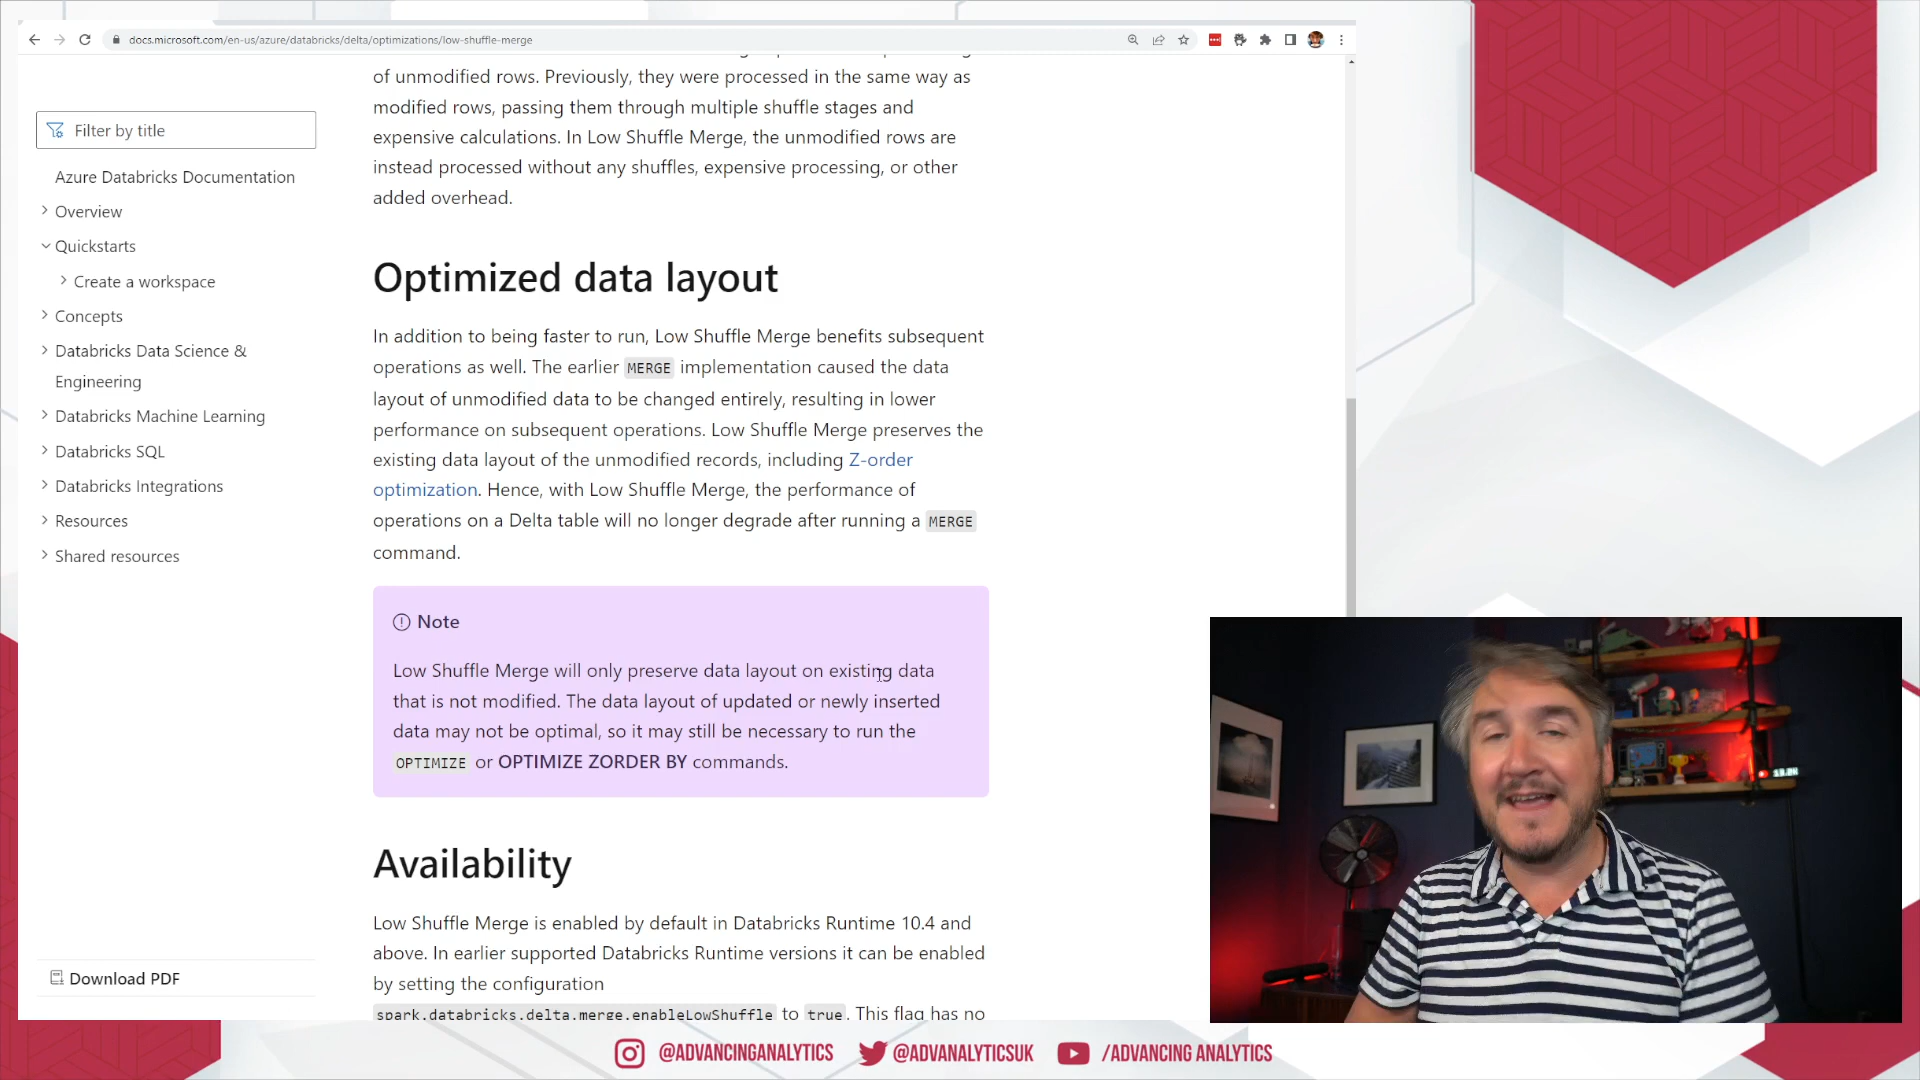 docs.microsoft.com/en-us/azure/databricks/delta/optimizations/low-shuffle-merge
Filter by title
Azure Databricks Documentation
Overview
Quickstarts
Create a workspace
Concepts
Databricks Data Science &
Engineering
Databricks Machine Learning
Databricks SQL
Databricks Integrations
Resources
Shared resources
Download PDF
of unmodified rows. Previously, they were processed in the same way as
modified rows, passing them through multiple shuffle stages and
expensive calculations. In Low Shuffle Merge, the unmodified rows are
instead processed without any shuffles, expensive processing, or other
added overhead.
Optimized data layout
In addition to being faster to run, Low Shuffle Merge benefits subsequent
operations as well. The earlier MERGE implementation caused the data
layout of unmodified data to be changed entirely, resulting in lower
performance on subsequent operations. Low Shuffle Merge preserves the
existing data layout of the unmodified records, including Z-order
optimization. Hence, with Low Shuffle Merge, the performance of
operations on a Delta table will no longer degrade after running a MERGE
command.
Note
Low Shuffle Merge will only preserve data layout on existing data
that is not modified. The data layout of updated or newly inserted
data may not be optimal, so it may still be necessary to run the
OPTIMIZE or OPTIMIZE ZORDER BY commands.
Availability
Low Shuffle Merge is enabled by default in Databricks Runtime 10.4 and
above. In earlier supported Databricks Runtime versions it can be enabled
by setting the configuration
spark.databricks.delta.merge.enableLowShuffle to true. This flag has no
@ADVANCINGANALYTICS
@ADVANALYTICSUK
/ADVANCING ANALYTICS